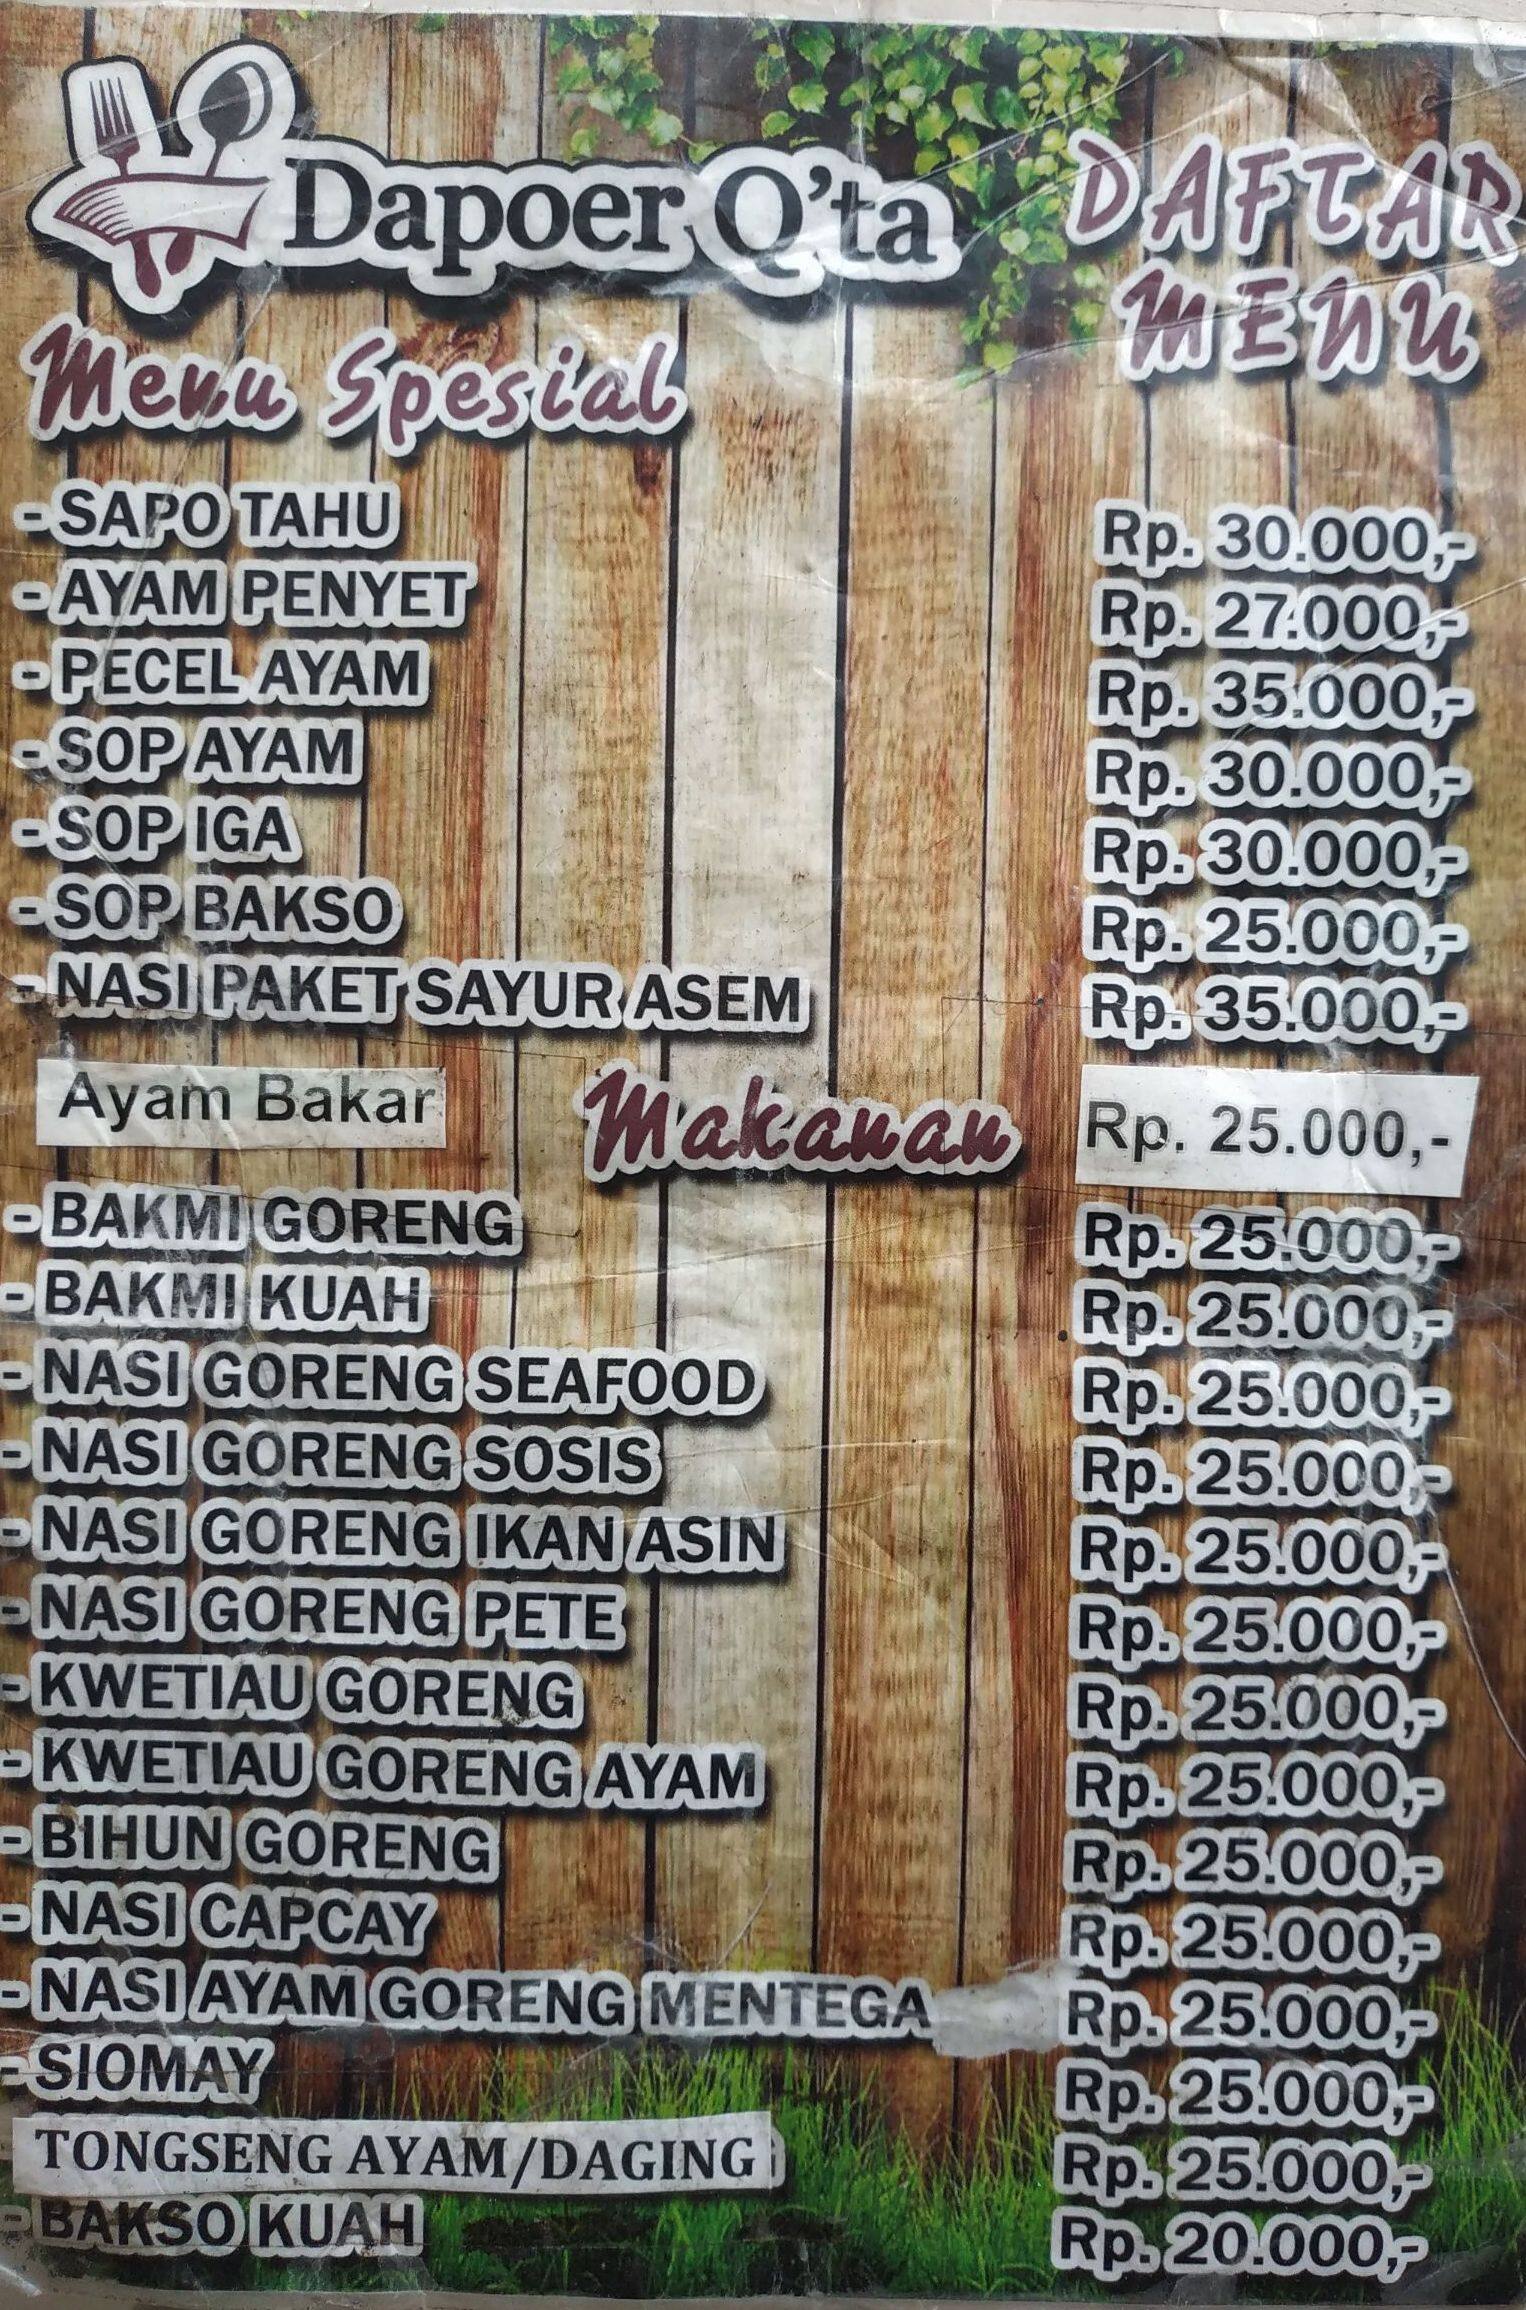 Dapoer Q'ta
DAFTAR
MENU
Menu Spesial
- SAPO TAHU Rp. 30.000,-
- AYAM PENYET Rp. 27.000,-
- PECEL AYAM Rp. 35.000,-
- SOP AYAM Rp. 30.000,-
- SOP IGA Rp. 30.000,-
- SOP BAKSO Rp. 25.000,-
- NASI PAKET SAYUR ASEM Rp. 35.000,-
Ayam Bakar Rp. 25.000,-
Makanan
- BAKMI GORENG Rp. 25.000,-
- BAKMI KUAH Rp. 25.000,-
- NASI GORENG SEAFOOD Rp. 25.000,-
- NASI GORENG SOSIS Rp. 25.000,-
- NASI GORENG IKAN ASIN Rp. 25.000,-
- NASI GORENG PETE Rp. 25.000,-
- KWETIAU GORENG Rp. 25.000,-
- KWETIAU GORENG AYAM Rp. 25.000,-
- BIHUN GORENG Rp. 25.000,-
- NASI CAPCAY Rp. 25.000,-
- NASI AYAM GORENG MENTEGA Rp. 25.000,-
- SIOMAY Rp. 25.000,-
TONGSENG AYAM/DAGING Rp. 25.000,-
- BAKSO KUAH Rp. 20.000,-